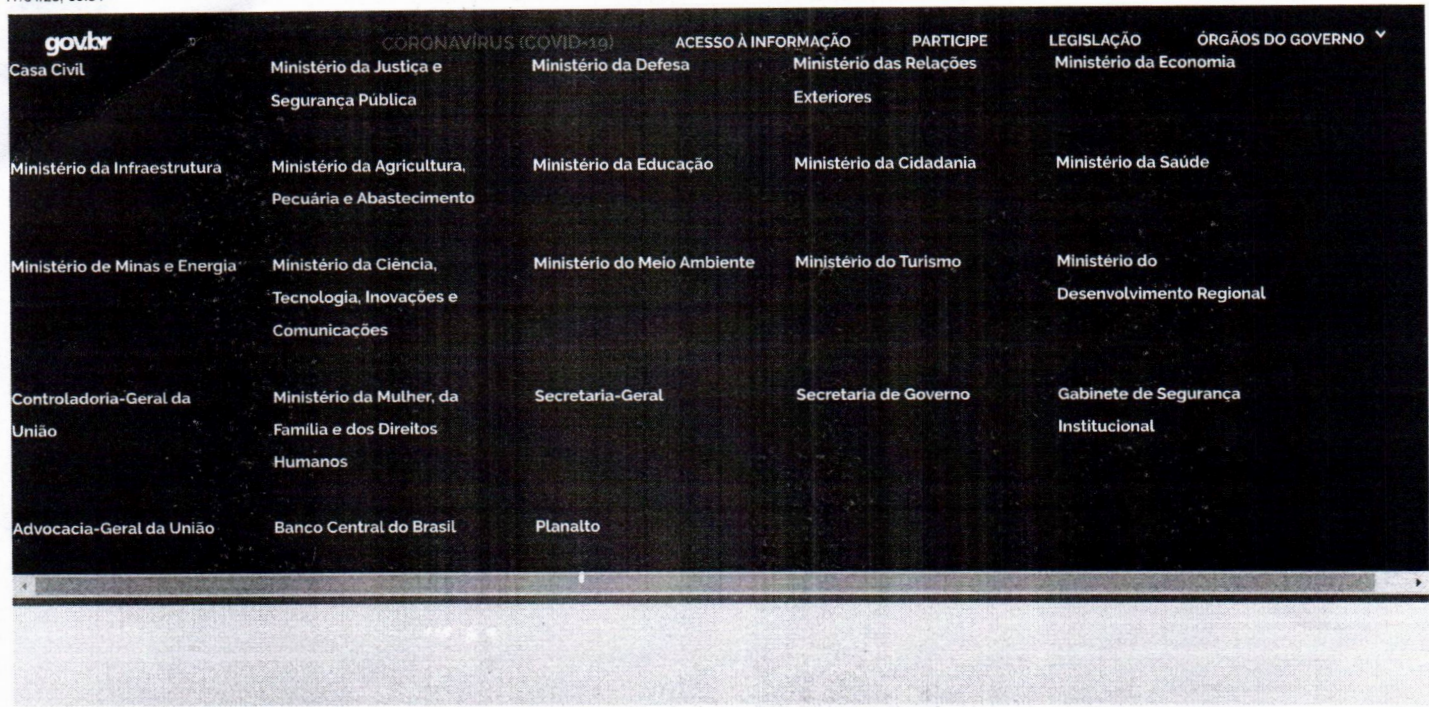 gov.br CORONAVÍRUS (COVID-19) ACESSO À INFORMAÇÃO PARTICIPE LEGISLAÇÃO ÓRGÃOS DO GOVERNO
Casa Civil
Ministério da Justiça e
Segurança Pública
Ministério da Defesa
Ministério das Relações
Exteriores
Ministério da Economia
Ministério da Infraestrutura
Ministério da Agricultura,
Pecuária e Abastecimento
Ministério da Educação
Ministério da Cidadania
Ministério da Saúde
Ministério de Minas e Energia
Ministério da Ciência,
Tecnologia, Inovações e
Comunicações
Ministério do Meio Ambiente
Ministério do Turismo
Ministério do
Desenvolvimento Regional
Controladoria-Geral da
União
Ministério da Mulher, da
Família e dos Direitos
Humanos
Secretaria-Geral
Secretaria de Governo
Gabinete de Segurança
Institucional
Advocacia-Geral da União
Banco Central do Brasil
Planalto